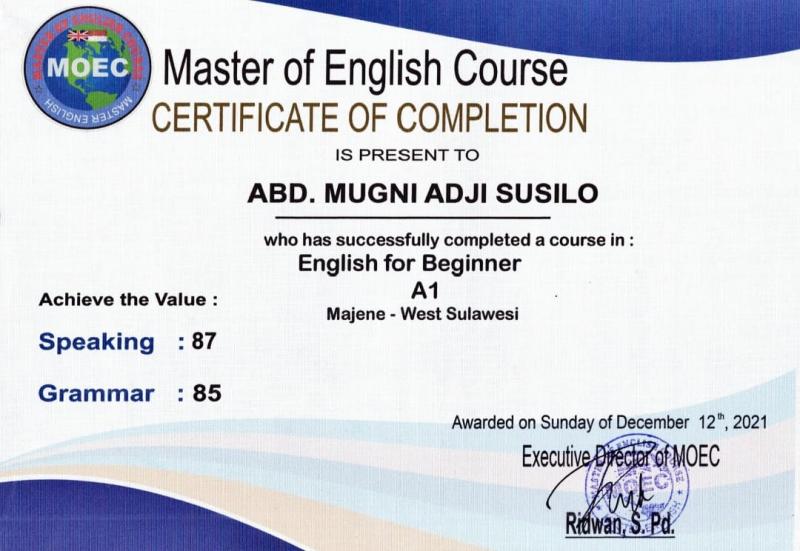 MASTER OF ENGLISH COURSE
MOEC
MASTER ENGLISH
Master of English Course
CERTIFICATE OF COMPLETION
IS PRESENT TO
ABD. MUGNI ADJI SUSILO
who has successfully completed a course in :
English for Beginner
A1
Majene - West Sulawesi
Achieve the Value :
Speaking : 87
Grammar : 85
Awarded on Sunday of December 12th, 2021
Executive Director of MOEC
MOEC
Ridwan, S. Pd.